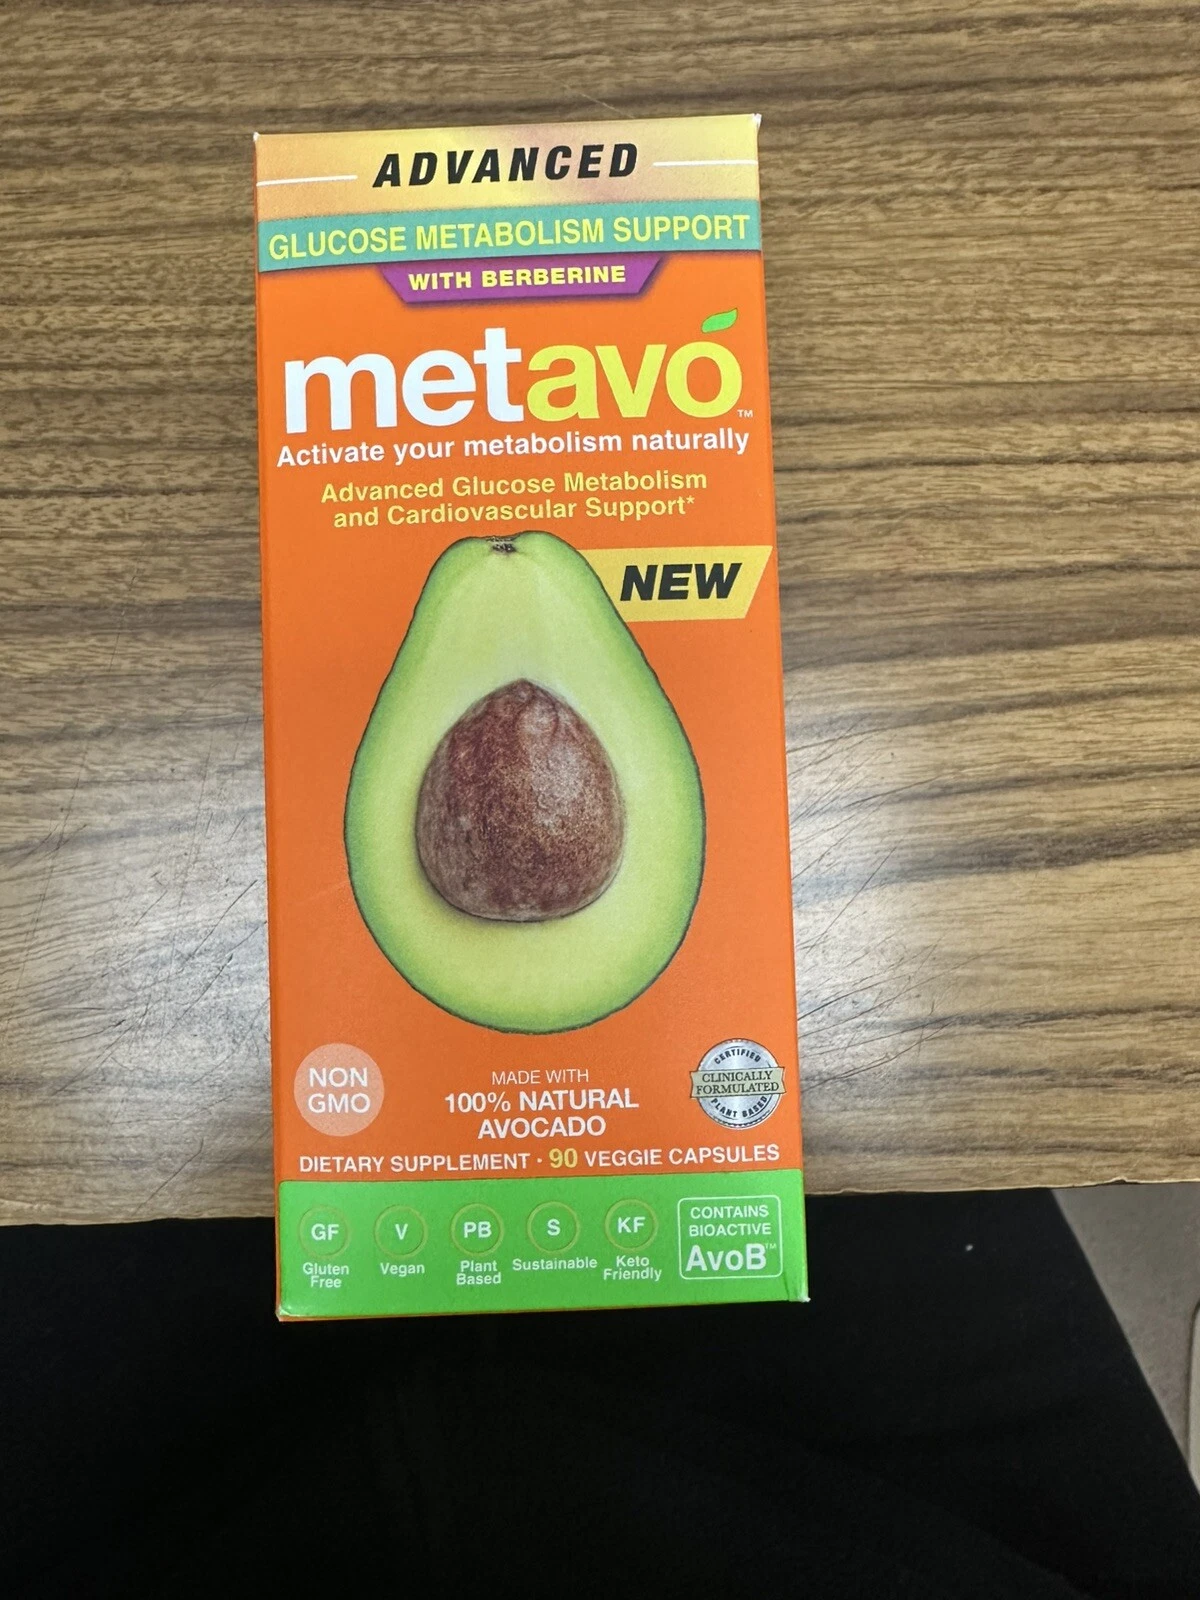 ADVANCED
GLUCOSE METABOLISM SUPPORT
WITH BERBERINE
metavó™
Activate your metabolism naturally
Advanced Glucose Metabolism
and Cardiovascular Support*
NEW
NON
GMO
MADE WITH
100% NATURAL
AVOCADO
CERTIFIED
CLINICALLY
FORMULATED
PLANT BASED
DIETARY SUPPLEMENT · 90 VEGGIE CAPSULES
GF
Gluten
Free
V
Vegan
PB
Plant
Based
S
Sustainable
KF
Keto
Friendly
CONTAINS
BIOACTIVE
AvoB™